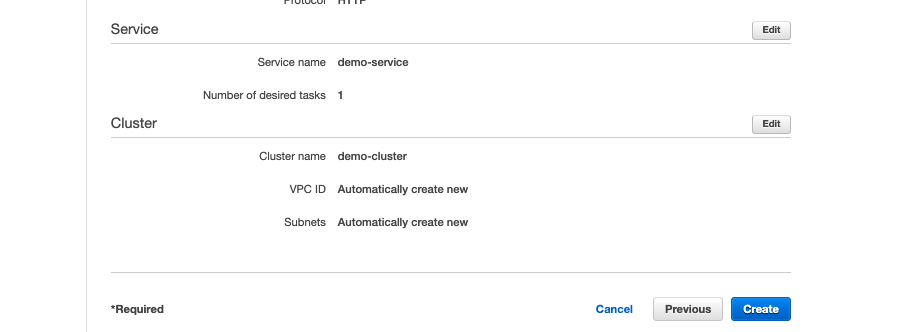 Protocol HTTP
Service Edit
Service name demo-service
Number of desired tasks 1
Cluster Edit
Cluster name demo-cluster
VPC ID Automatically create new
Subnets Automatically create new
*Required Cancel Previous Create